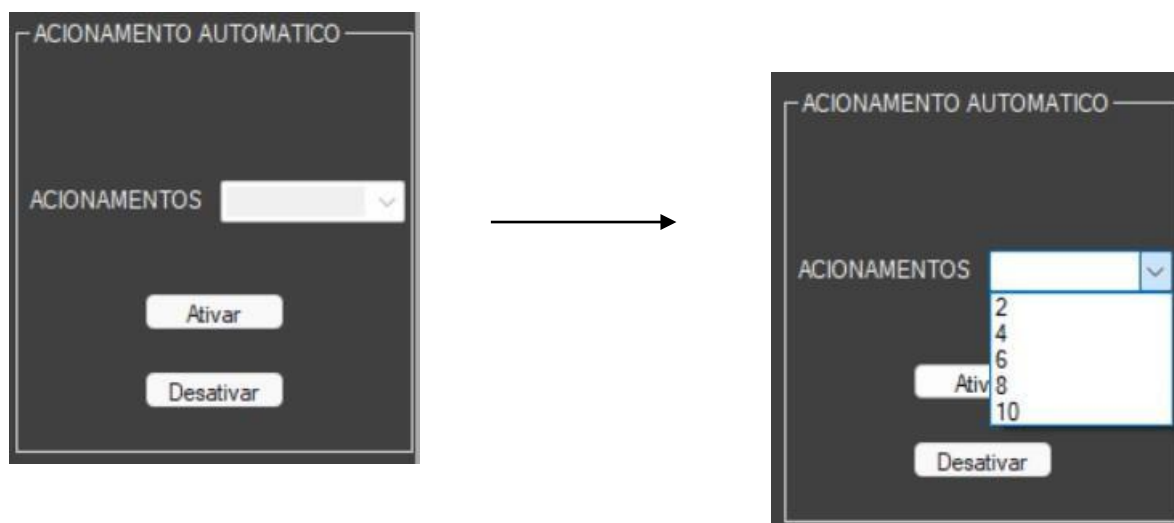 ACIONAMENTO AUTOMATICO
ACIONAMENTOS
Ativar
Desativar
ACIONAMENTO AUTOMATICO
ACIONAMENTOS
2
4
6
Ativ 8
10
Desativar